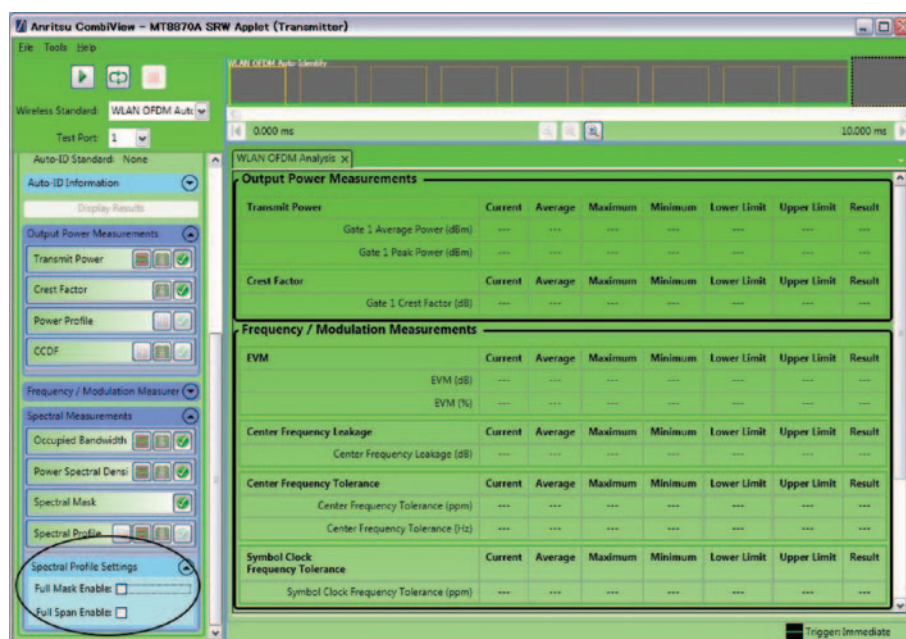 Anritsu CombiView - MT8870A SRW Applet (Transmitter)
File Tools Help
WLAN OFDM Auto Identify
Wireless Standard: WLAN OFDM Auto
Test Port: 1
0.000 ms 10.000 ms
Auto-ID Standard: None
Auto-ID Information
Display Results
Output Power Measurements
Transmit Power
Crest Factor
Power Profile
CCDF
Frequency / Modulation Measurer
Spectral Measurements
Occupied Bandwidth
Power Spectral Densi
Spectral Mask
Spectral Profile
Spectral Profile Settings
Full Mask Enable:
Full Span Enable:
WLAN OFDM Analysis X
Output Power Measurements
Transmit Power Current Average Maximum Minimum Lower Limit Upper Limit Result
Gate 1 Average Power (dBm) --- --- --- --- --- --- ---
Gate 1 Peak Power (dBm) --- --- --- --- --- --- ---
Crest Factor Current Average Maximum Minimum Lower Limit Upper Limit Result
Gate 1 Crest Factor (dB) --- --- --- --- --- --- ---
Frequency / Modulation Measurements
EVM Current Average Maximum Minimum Lower Limit Upper Limit Result
EVM (dB) --- --- --- --- --- --- ---
EVM (%) --- --- --- --- --- --- ---
Center Frequency Leakage Current Average Maximum Minimum Lower Limit Upper Limit Result
Center Frequency Leakage (dB) --- --- --- --- --- --- ---
Center Frequency Tolerance Current Average Maximum Minimum Lower Limit Upper Limit Result
Center Frequency Tolerance (ppm) --- --- --- --- --- --- ---
Center Frequency Tolerance (Hz) --- --- --- --- --- --- ---
Symbol Clock
Frequency Tolerance Current Average Maximum Minimum Lower Limit Upper Limit Result
Symbol Clock Frequency Tolerance (ppm) --- --- --- --- --- --- ---
Trigger: Immediate